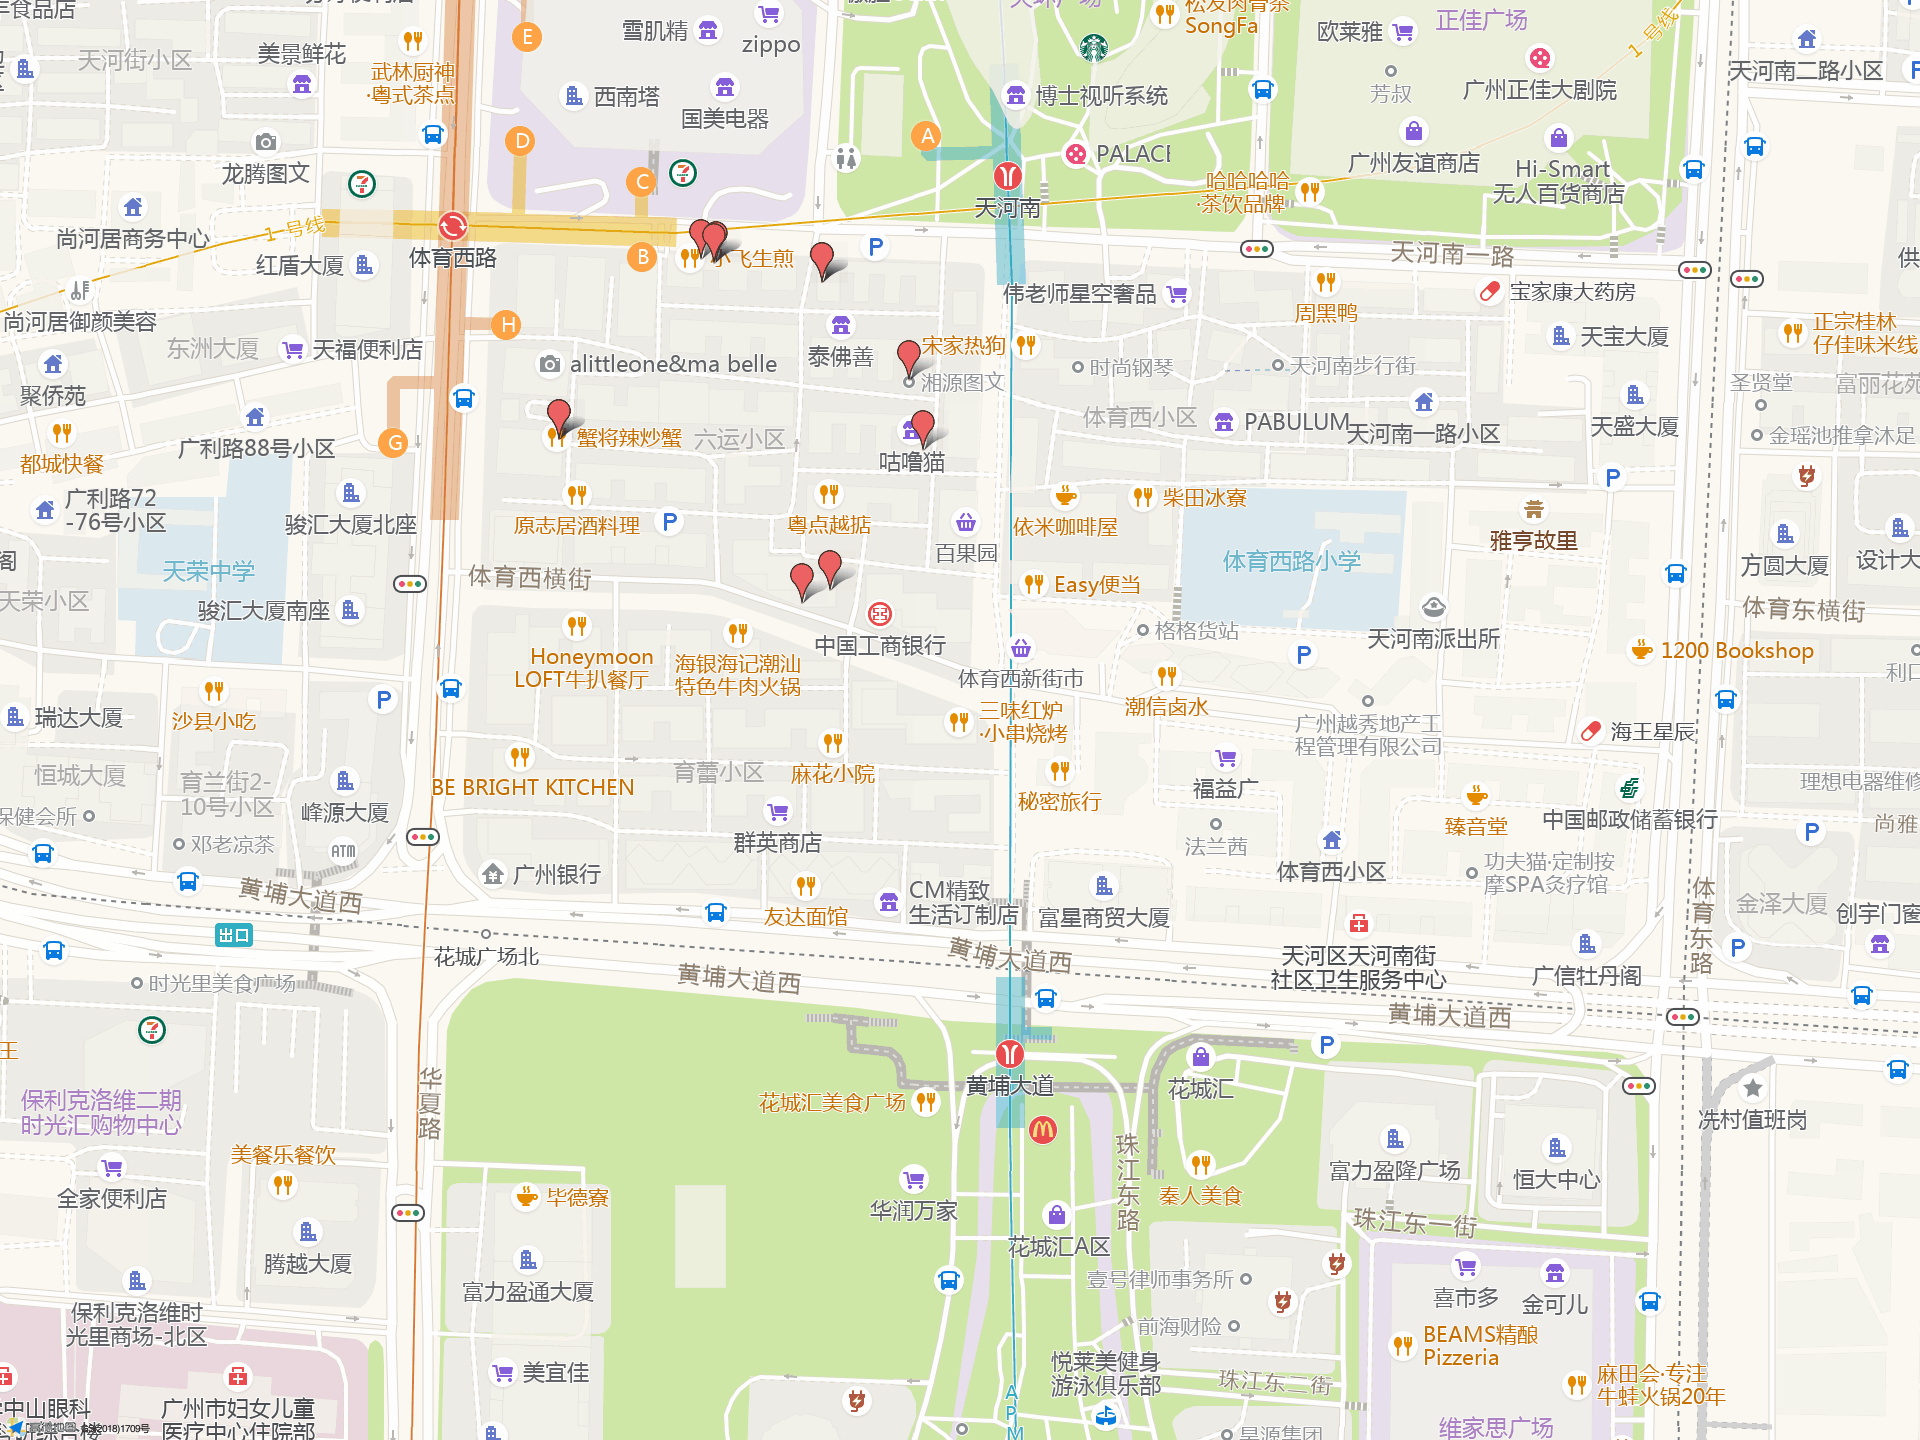 雪肌精
zippo
松发肉骨茶
SongFa
欧莱雅
正佳广场
1号线
天河街小区
美景鲜花
武林厨神
·粤式茶点
E
西南塔
国美电器
博士视听系统
芳叔
广州正佳大剧院
天河南二路小区
龙腾图文
D
A
PALACE
广州友谊商店
Hi-Smart
无人百货商店
C
天河南
哈哈哈哈
·茶饮品牌
尚河居商务中心
1号线
体育西路
红盾大厦
B
小飞生煎
P
天河南一路
伟老师星空奢品
周黑鸭
宝家康大药房
尚河居御颜美容
东洲大厦
天福便利店
H
泰佛善
宋家热狗
天宝大厦
正宗桂林
仔佳味米线
聚侨苑
alittleone&ma belle
湘源图文
时尚钢琴
天河南步行街
圣贤堂
富丽花苑
广利路88号小区
G
蟹将辣炒蟹
六运小区
咕噜猫
体育西小区
PABULUM
天河南一路小区
天盛大厦
金瑶池推拿沐足
都城快餐
广利路72
-76号小区
骏汇大厦北座
原志居酒料理
P
粤点越掂
百果园
依米咖啡屋
柴田冰寮
P
雅亨故里
天荣中学
体育西横街
体育西路小学
方圆大厦
天荣小区
骏汇大厦南座
Easy便当
体育东横街
中国工商银行
格格货站
天河南派出所
Honeymoon
LOFT牛扒餐厅
海银海记潮汕
特色牛肉火锅
体育西新街市
P
1200 Bookshop
瑞达大厦
沙县小吃
P
三味红炉
·小串烧烤
潮信卤水
广州越秀地产工
程管理有限公司
海王星辰
恒城大厦
育兰街2-
10号小区
BE BRIGHT KITCHEN
育蕾小区
麻花小院
秘密旅行
福益广
理想电器维修
峰源大厦
保健会所
邓老凉茶
ATM
群英商店
法兰茜
臻音堂
中国邮政储蓄银行
P
尚雅
体育西小区
功夫猫·定制按
摩SPA灸疗馆
黄埔大道西
广州银行
友达面馆
CM精致
生活订制店
富星商贸大厦
体育东路
金泽大厦
创宇门窗
出口
花城广场北
黄埔大道西
黄埔大道西
天河区天河南街
社区卫生服务中心
广信牡丹阁
P
时光里美食广场
黄埔大道西
P
王
保利克洛维二期
时光汇购物中心
华夏路
花城汇美食广场
黄埔大道
花城汇
冼村值班岗
美餐乐餐饮
珠江东路
富力盈隆广场
恒大中心
全家便利店
毕德寮
华润万家
秦人美食
珠江东一街
腾越大厦
富力盈通大厦
花城汇A区
壹号律师事务所
喜市多
金可儿
保利克洛维时
光里商场-北区
前海财险
BEAMS精酿
Pizzeria
美宜佳
悦莱美健身
游泳俱乐部
珠江东二街
麻田会·专注
牛蛙火锅20年
广州市妇女儿童
医疗中心住院部
APM
维家思广场